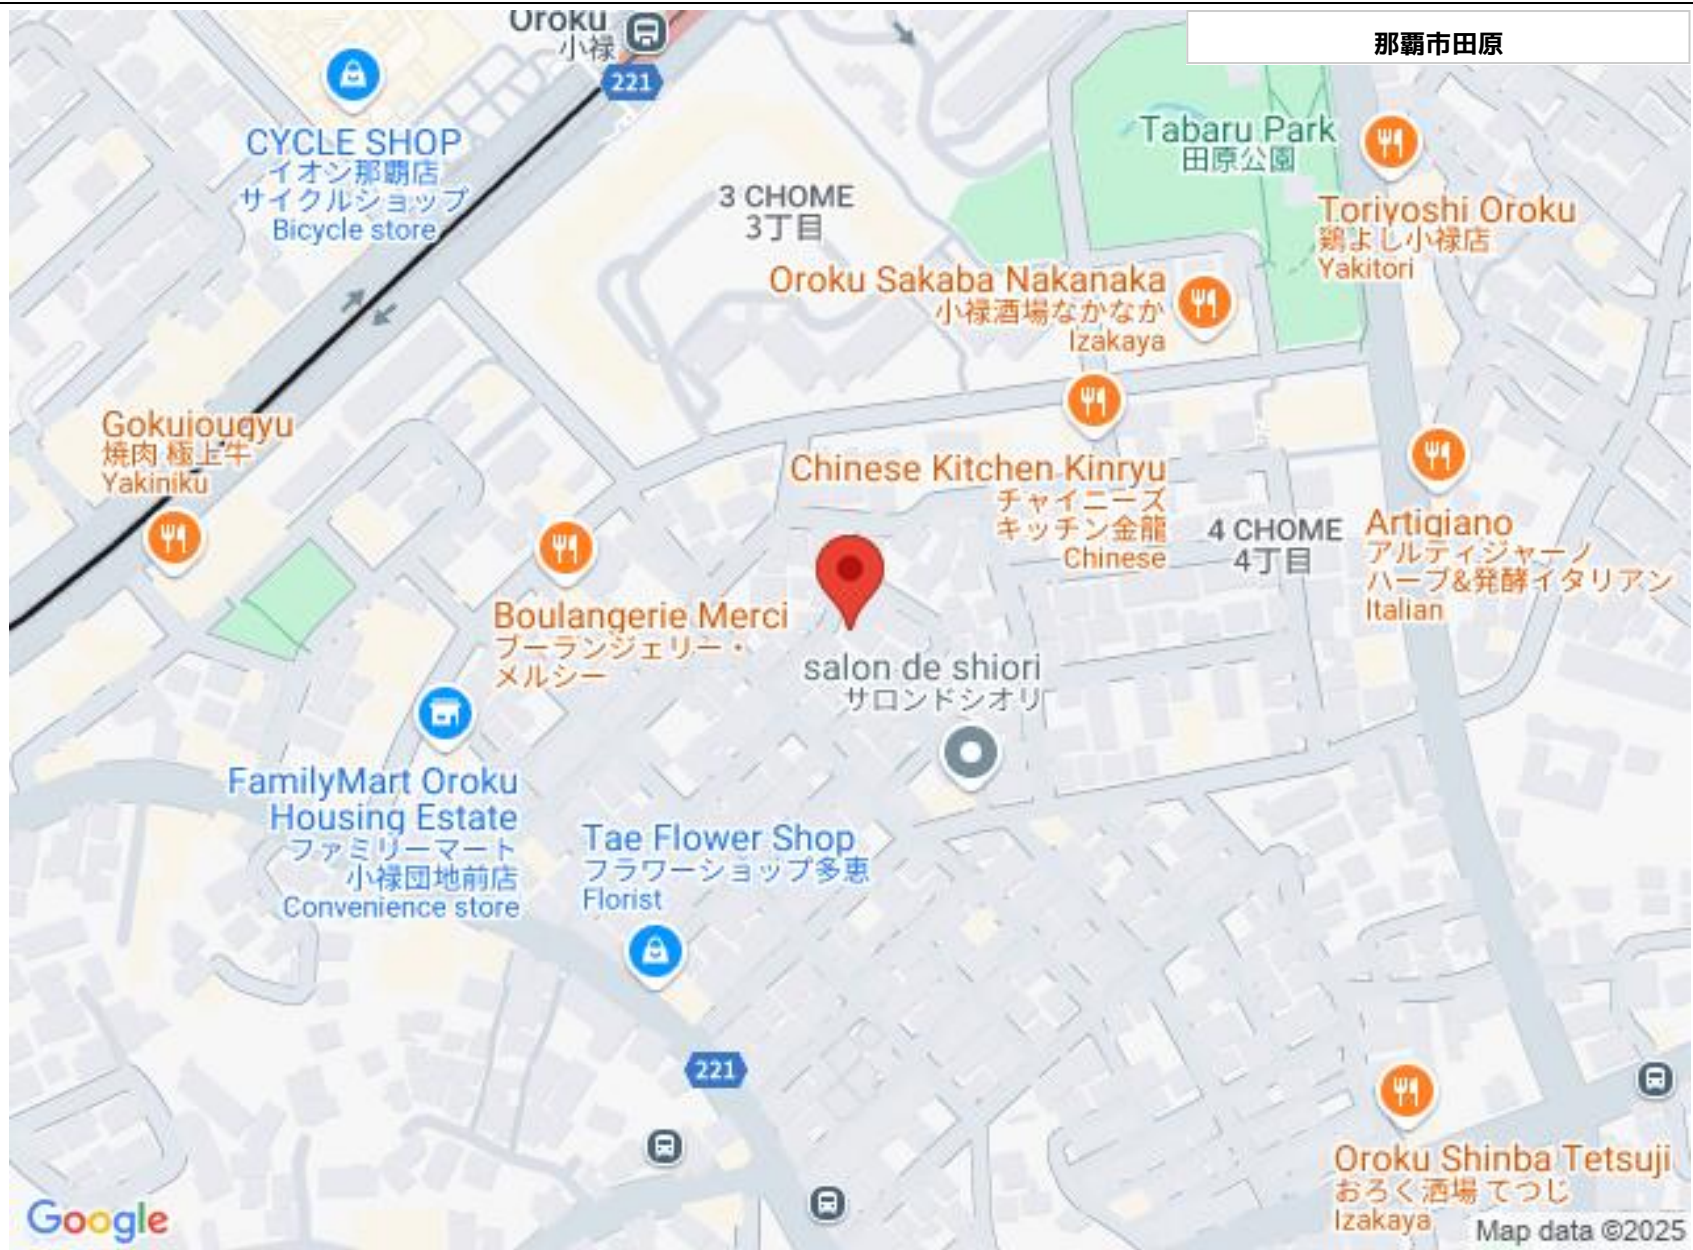 那覇市田原
Oroku
小禄
221
CYCLE SHOP
イオン那覇店
サイクルショップ
Bicycle store
3 CHOME
3丁目
Tabaru Park
田原公園
Toriyoshi Oroku
鶏よし小禄店
Yakitori
Oroku Sakaba Nakanaka
小禄酒場なかなか
Izakaya
Gokujougyu
焼肉 極上牛
Yakiniku
Chinese Kitchen Kinryu
チャイニーズ
キッチン金龍
Chinese
4 CHOME
4丁目
Artigiano
アルティジャーノ
ハーブ&発酵イタリアン
Italian
Boulangerie Merci
ブーランジェリー・
メルシー
salon de shiori
サロンドシオリ
FamilyMart Oroku
Housing Estate
ファミリーマート
小禄団地前店
Convenience store
Tae Flower Shop
フラワーショップ多恵
Florist
221
Oroku Shinba Tetsuji
おろく酒場 てつじ
Izakaya
Google
Map data ©2025